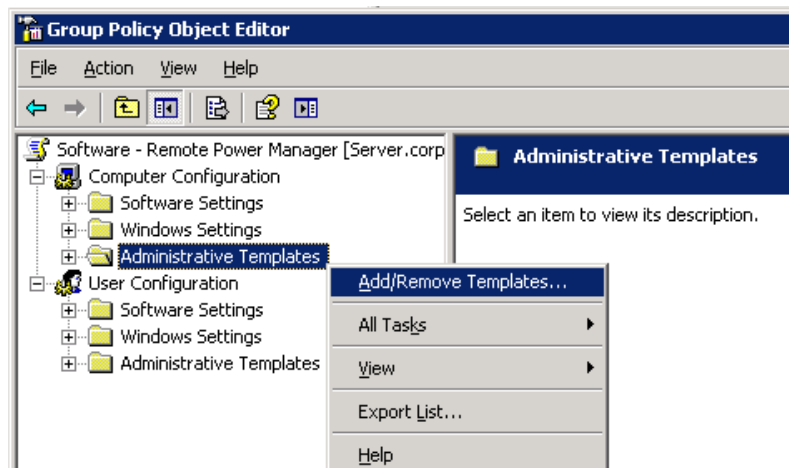 Group Policy Object Editor
File Action View Help
Software - Remote Power Manager [Server.corp
Computer Configuration
Software Settings
Windows Settings
Administrative Templates
User Configuration
Software Settings
Windows Settings
Administrative Templates
Administrative Templates
Select an item to view its description.
Add/Remove Templates...
All Tasks
View
Export List...
Help